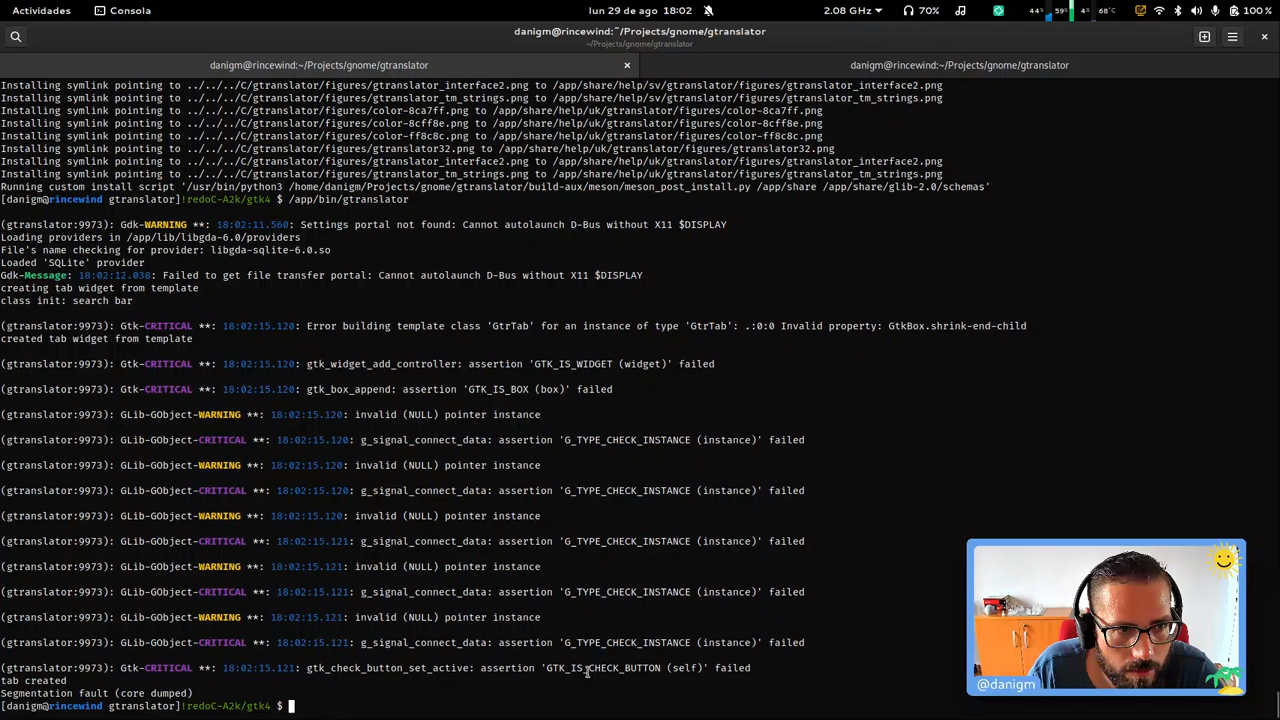 Actividades
Consola
lun 29 de ago 18:02
2.08 GHz
70%
44%
59%
4%
68°C
100 %
danigm@rincewind:~/Projects/gnome/gtranslator
~/Projects/gnome/gtranslator
danigm@rincewind:~/Projects/gnome/gtranslator
danigm@rincewind:~/Projects/gnome/gtranslator
Installing symlink pointing to ../../../C/gtranslator/figures/gtranslator_interface2.png to /app/share/help/sv/gtranslator/figures/gtranslator_interface2.png
Installing symlink pointing to ../../../C/gtranslator/figures/gtranslator_tm_strings.png to /app/share/help/sv/gtranslator/figures/gtranslator_tm_strings.png
Installing symlink pointing to ../../../C/gtranslator/figures/color-8ca7ff.png to /app/share/help/uk/gtranslator/figures/color-8ca7ff.png
Installing symlink pointing to ../../../C/gtranslator/figures/color-8cff8e.png to /app/share/help/uk/gtranslator/figures/color-8cff8e.png
Installing symlink pointing to ../../../C/gtranslator/figures/color-ff8c8c.png to /app/share/help/uk/gtranslator/figures/color-ff8c8c.png
Installing symlink pointing to ../../../C/gtranslator/figures/gtranslator32.png to /app/share/help/uk/gtranslator/figures/gtranslator32.png
Installing symlink pointing to ../../../C/gtranslator/figures/gtranslator_interface2.png to /app/share/help/uk/gtranslator/figures/gtranslator_interface2.png
Installing symlink pointing to ../../../C/gtranslator/figures/gtranslator_tm_strings.png to /app/share/help/uk/gtranslator/figures/gtranslator_tm_strings.png
Running custom install script '/usr/bin/python3 /home/danigm/Projects/gnome/gtranslator/build-aux/meson/meson_post_install.py /app/share /app/share/glib-2.0/schemas'
[danigm@rincewind gtranslator]!redoC-A2k/gtk4 $ /app/bin/gtranslator
(gtranslator:9973): Gdk-WARNING **: 18:02:11.560: Settings portal not found: Cannot autolaunch D-Bus without X11 $DISPLAY
Loading providers in /app/lib/libgda-6.0/providers
File's name checking for provider: libgda-sqlite-6.0.so
Loaded 'SQLite' provider
Gdk-Message: 18:02:12.038: Failed to get file transfer portal: Cannot autolaunch D-Bus without X11 $DISPLAY
creating tab widget from template
class init: search bar
(gtranslator:9973): Gtk-CRITICAL **: 18:02:15.120: Error building template class 'GtrTab' for an instance of type 'GtrTab': .:0:0 Invalid property: GtkBox.shrink-end-child
created tab widget from template
(gtranslator:9973): Gtk-CRITICAL **: 18:02:15.120: gtk_widget_add_controller: assertion 'GTK_IS_WIDGET (widget)' failed
(gtranslator:9973): Gtk-CRITICAL **: 18:02:15.120: gtk_box_append: assertion 'GTK_IS_BOX (box)' failed
(gtranslator:9973): GLib-GObject-WARNING **: 18:02:15.120: invalid (NULL) pointer instance
(gtranslator:9973): GLib-GObject-CRITICAL **: 18:02:15.120: g_signal_connect_data: assertion 'G_TYPE_CHECK_INSTANCE (instance)' failed
(gtranslator:9973): GLib-GObject-WARNING **: 18:02:15.120: invalid (NULL) pointer instance
(gtranslator:9973): GLib-GObject-CRITICAL **: 18:02:15.120: g_signal_connect_data: assertion 'G_TYPE_CHECK_INSTANCE (instance)' failed
(gtranslator:9973): GLib-GObject-WARNING **: 18:02:15.120: invalid (NULL) pointer instance
(gtranslator:9973): GLib-GObject-CRITICAL **: 18:02:15.121: g_signal_connect_data: assertion 'G_TYPE_CHECK_INSTANCE (instance)' failed
(gtranslator:9973): GLib-GObject-WARNING **: 18:02:15.121: invalid (NULL) pointer instance
(gtranslator:9973): GLib-GObject-CRITICAL **: 18:02:15.121: g_signal_connect_data: assertion 'G_TYPE_CHECK_INSTANCE (instance)' failed
(gtranslator:9973): GLib-GObject-WARNING **: 18:02:15.121: invalid (NULL) pointer instance
(gtranslator:9973): GLib-GObject-CRITICAL **: 18:02:15.121: g_signal_connect_data: assertion 'G_TYPE_CHECK_INSTANCE (instance)' failed
(gtranslator:9973): Gtk-CRITICAL **: 18:02:15.121: gtk_check_button_set_active: assertion 'GTK_IS_CHECK_BUTTON (self)' failed
tab created
Segmentation fault (core dumped)
[danigm@rincewind gtranslator]!redoC-A2k/gtk4 $
@danigm